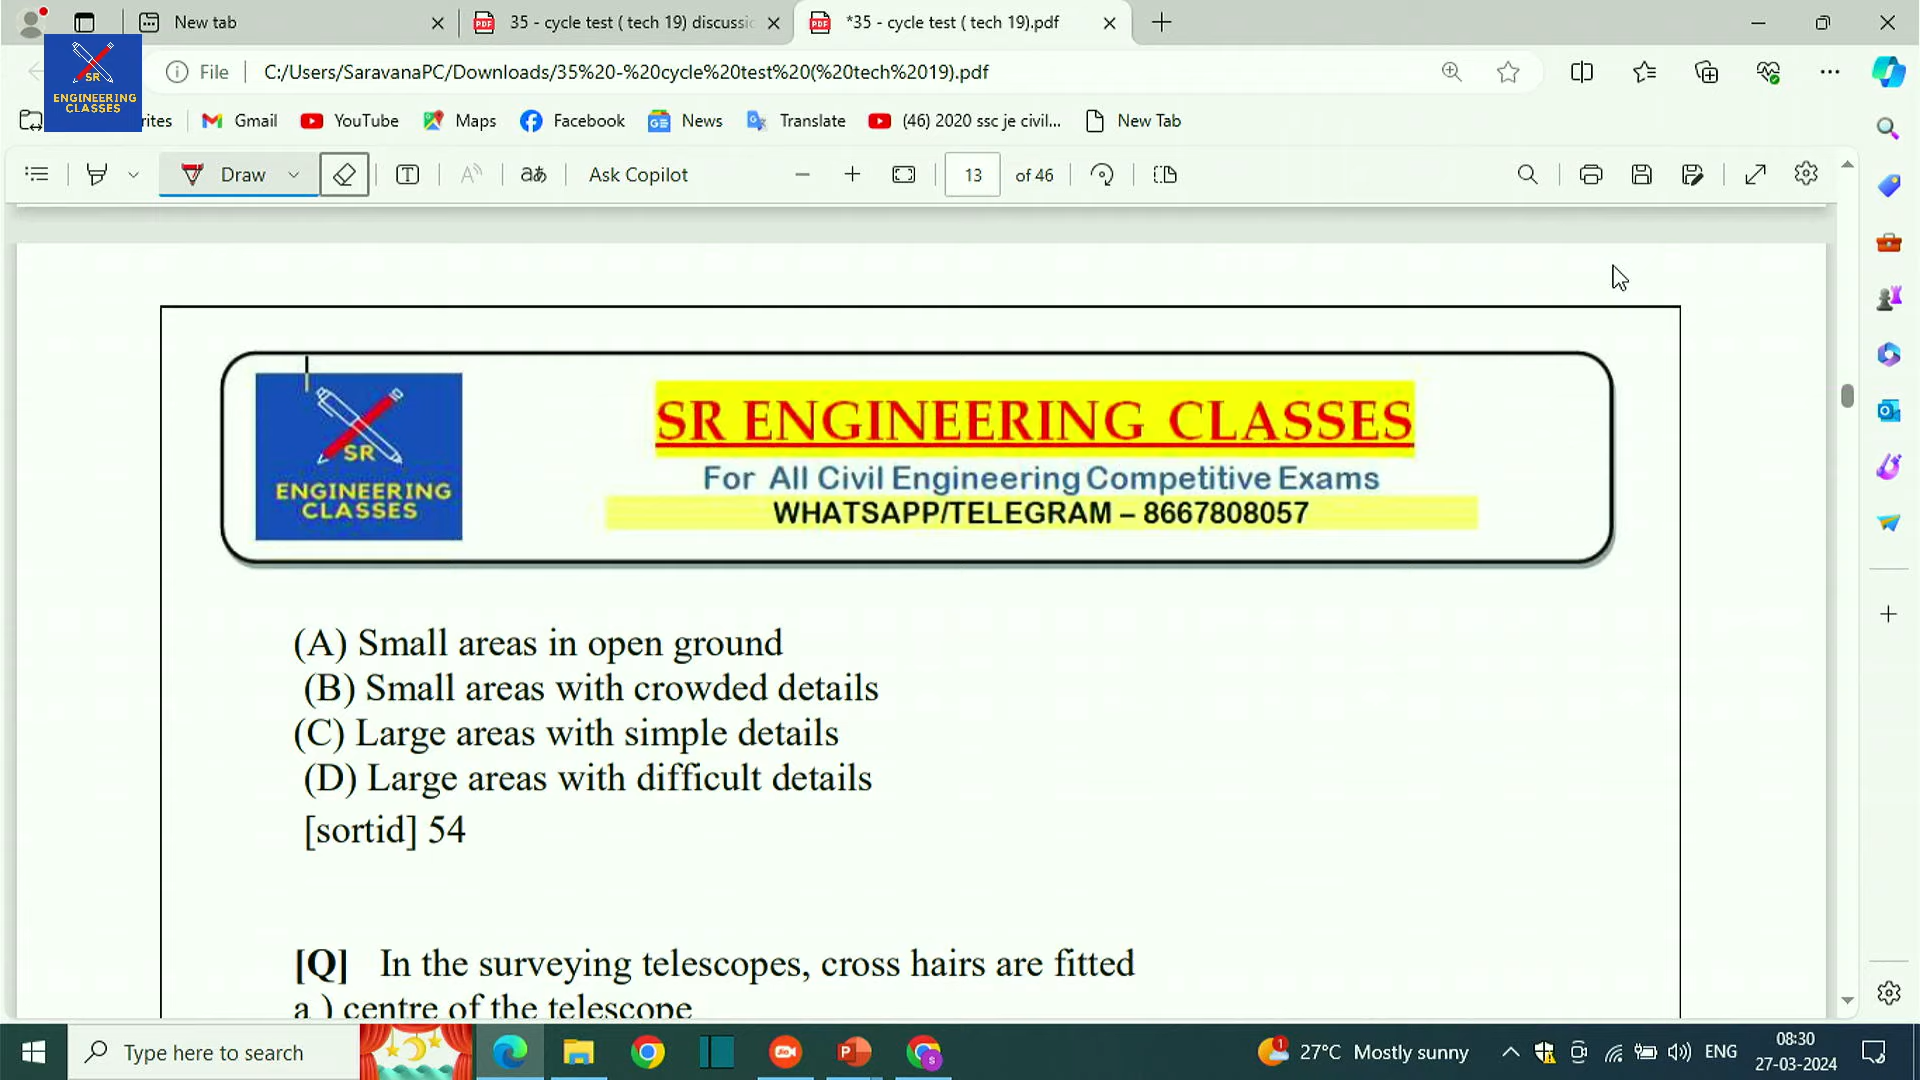 New tab
35 - cycle test ( tech 19) discussi
*35 - cycle test ( tech 19).pdf
File
C:/Users/SaravanaPC/Downloads/35%20-%20cycle%20test%20(%20tech%2019).pdf
SR
ENGINEERING
CLASSES
rites
Gmail
YouTube
Maps
Facebook
News
Translate
(46) 2020 ssc je civil...
New Tab
Draw
Ask Copilot
13
of 46
SR ENGINEERING CLASSES
For All Civil Engineering Competitive Exams
WHATSAPP/TELEGRAM – 8667808057
SR
ENGINEERING
CLASSES
(A) Small areas in open ground
(B) Small areas with crowded details
(C) Large areas with simple details
(D) Large areas with difficult details
[sortid] 54
[Q] In the surveying telescopes, cross hairs are fitted
a ) centre of the telescope
Type here to search
27°C Mostly sunny
ENG
08:30
27-03-2024